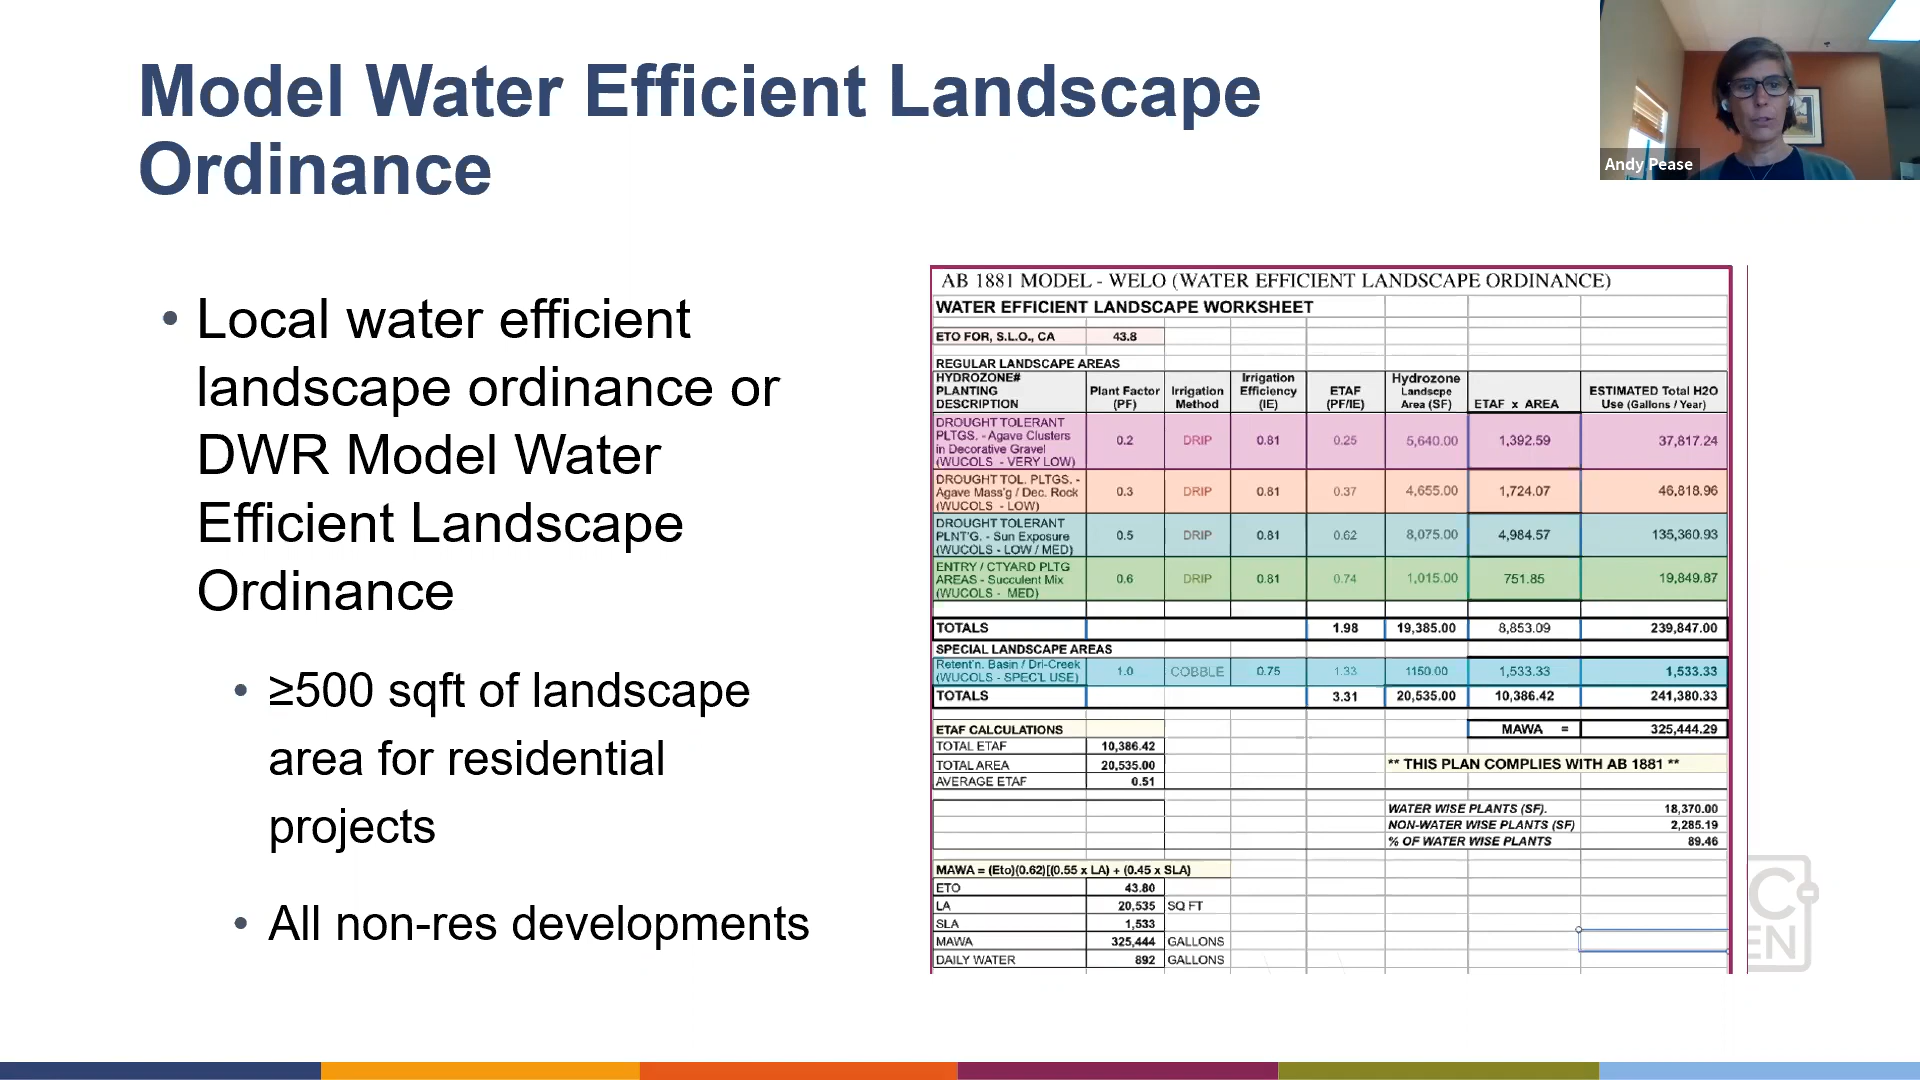 Model Water Efficient Landscape
Ordinance
Andy Pease
• Local water efficient
landscape ordinance or
DWR Model Water
Efficient Landscape
Ordinance
• ≥500 sqft of landscape
area for residential
projects
• All non-res developments
AB 1881 MODEL - WELO (WATER EFFICIENT LANDSCAPE ORDINANCE)
WATER EFFICIENT LANDSCAPE WORKSHEET
ETO FOR, S.L.O., CA 43.8
REGULAR LANDSCAPE AREAS
HYDROZONE# PLANTING DESCRIPTION Plant Factor (PF) Irrigation Method Irrigation Efficiency (IE) ETAF (PF/IE) Hydrozone Landscpe Area (SF) ETAF x AREA ESTIMATED Total H2O Use (Gallons / Year)
DROUGHT TOLERANT PLTGS. - Agave Clusters in Decorative Gravel (WUCOLS - VERY LOW) 0.2 DRIP 0.81 0.25 5,640.00 1,392.59 37,817.24
DROUGHT TOL. PLTGS. - Agave Mass'g / Dec. Rock (WUCOLS - LOW) 0.3 DRIP 0.81 0.37 4,655.00 1,724.07 46,818.96
DROUGHT TOLERANT PLNT'G. - Sun Exposure (WUCOLS - LOW / MED) 0.5 DRIP 0.81 0.62 8,075.00 4,984.57 135,360.93
ENTRY / CTYARD PLTG AREAS - Succulent Mix (WUCOLS - MED) 0.6 DRIP 0.81 0.74 1,015.00 751.85 19,849.87
TOTALS 1.98 19,385.00 8,853.09 239,847.00
SPECIAL LANDSCAPE AREAS
Retent'n. Basin / Dri-Creek (WUCOLS - SPEC'L USE) 1.0 COBBLE 0.75 1.33 1150.00 1,533.33 1,533.33
TOTALS 3.31 20,535.00 10,386.42 241,380.33
ETAF CALCULATIONS MAWA = 325,444.29
TOTAL ETAF 10,386.42
TOTAL AREA 20,535.00 ** THIS PLAN COMPLIES WITH AB 1881 **
AVERAGE ETAF 0.51
WATER WISE PLANTS (SF). 18,370.00
NON-WATER WISE PLANTS (SF) 2,285.19
% OF WATER WISE PLANTS 89.46
MAWA = (Eto)(0.62)[(0.55 x LA) + (0.45 x SLA)
ETO 43.80
LA 20,535 SQ FT
SLA 1,533
MAWA 325,444 GALLONS
DAILY WATER 892 GALLONS
C
EN